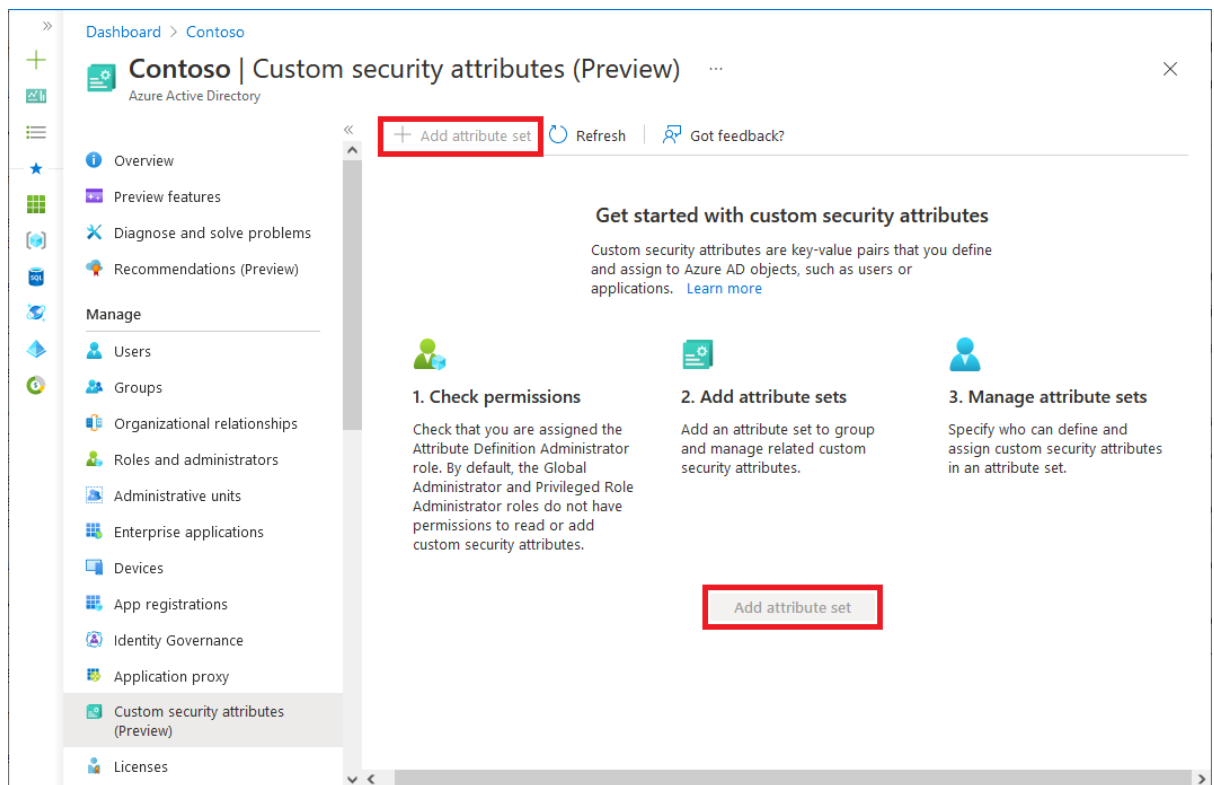 Dashboard > Contoso
Contoso | Custom security attributes (Preview) ...
Azure Active Directory
Overview
Preview features
Diagnose and solve problems
Recommendations (Preview)
Manage
Users
Groups
Organizational relationships
Roles and administrators
Administrative units
Enterprise applications
Devices
App registrations
Identity Governance
Application proxy
Custom security attributes
(Preview)
Licenses
Add attribute set Refresh Got feedback?
Get started with custom security attributes
Custom security attributes are key-value pairs that you define
and assign to Azure AD objects, such as users or
applications. Learn more
1. Check permissions
Check that you are assigned the
Attribute Definition Administrator
role. By default, the Global
Administrator and Privileged Role
Administrator roles do not have
permissions to read or add
custom security attributes.
2. Add attribute sets
Add an attribute set to group
and manage related custom
security attributes.
3. Manage attribute sets
Specify who can define and
assign custom security attributes
in an attribute set.
Add attribute set
SQL